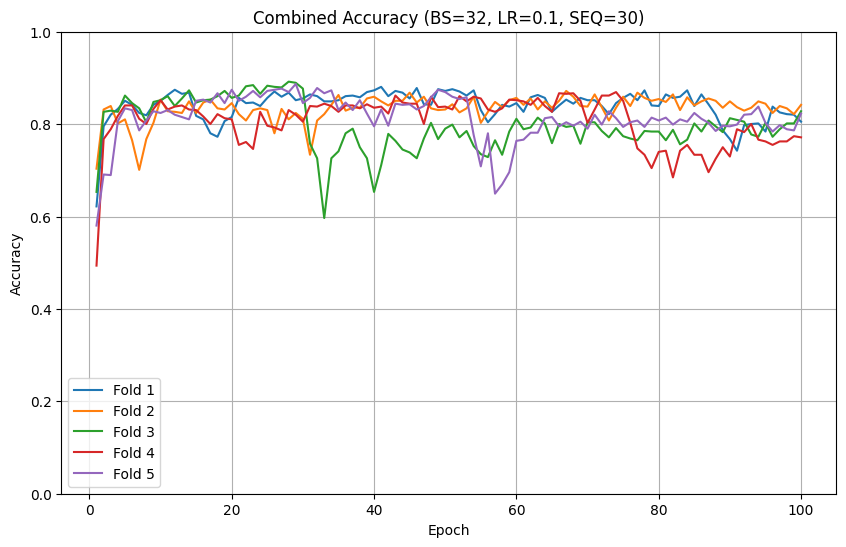 Combined Accuracy (BS=32, LR=0.1, SEQ=30)
1.0
0.8
0.6
0.4
0.2
0.0
Accuracy
Fold 1
Fold 2
Fold 3
Fold 4
Fold 5
0 20 40 60 80 100
Epoch